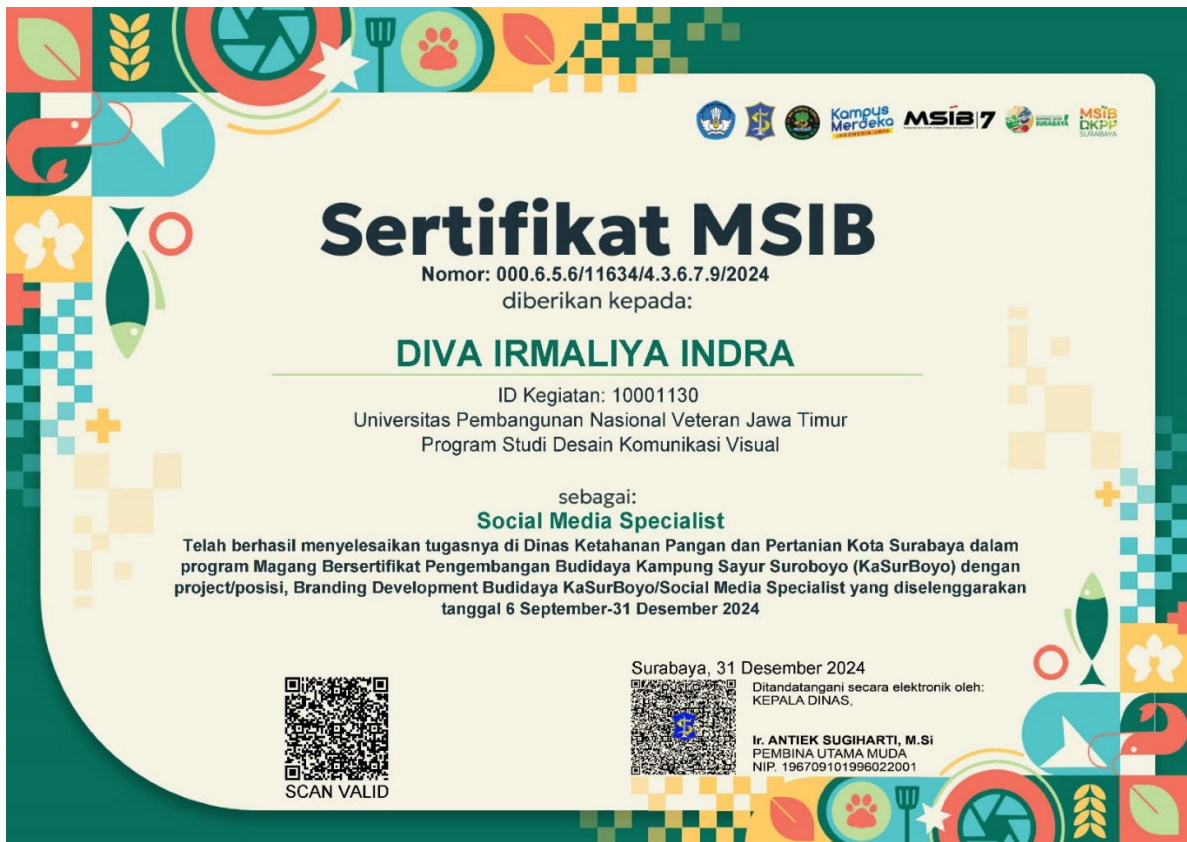 Kampus
Merdeka
INDONESIA JAYA
MSiB|7
SURABAYA
MSiB
DKPP
SURABAYA
Sertifikat MSIB
Nomor: 000.6.5.6/11634/4.3.6.7.9/2024
diberikan kepada:
DIVA IRMALIYA INDRA
ID Kegiatan: 10001130
Universitas Pembangunan Nasional Veteran Jawa Timur
Program Studi Desain Komunikasi Visual
sebagai:
Social Media Specialist
Telah berhasil menyelesaikan tugasnya di Dinas Ketahanan Pangan dan Pertanian Kota Surabaya dalam
program Magang Bersertifikat Pengembangan Budidaya Kampung Sayur Suroboyo (KaSurBoyo) dengan
project/posisi, Branding Development Budidaya KaSurBoyo/Social Media Specialist yang diselenggarakan
tanggal 6 September-31 Desember 2024
Surabaya, 31 Desember 2024
Ditandatangani secara elektronik oleh:
KEPALA DINAS,
Ir. ANTIEK SUGIHARTI, M.Si
PEMBINA UTAMA MUDA
NIP. 196709101996022001
SCAN VALID